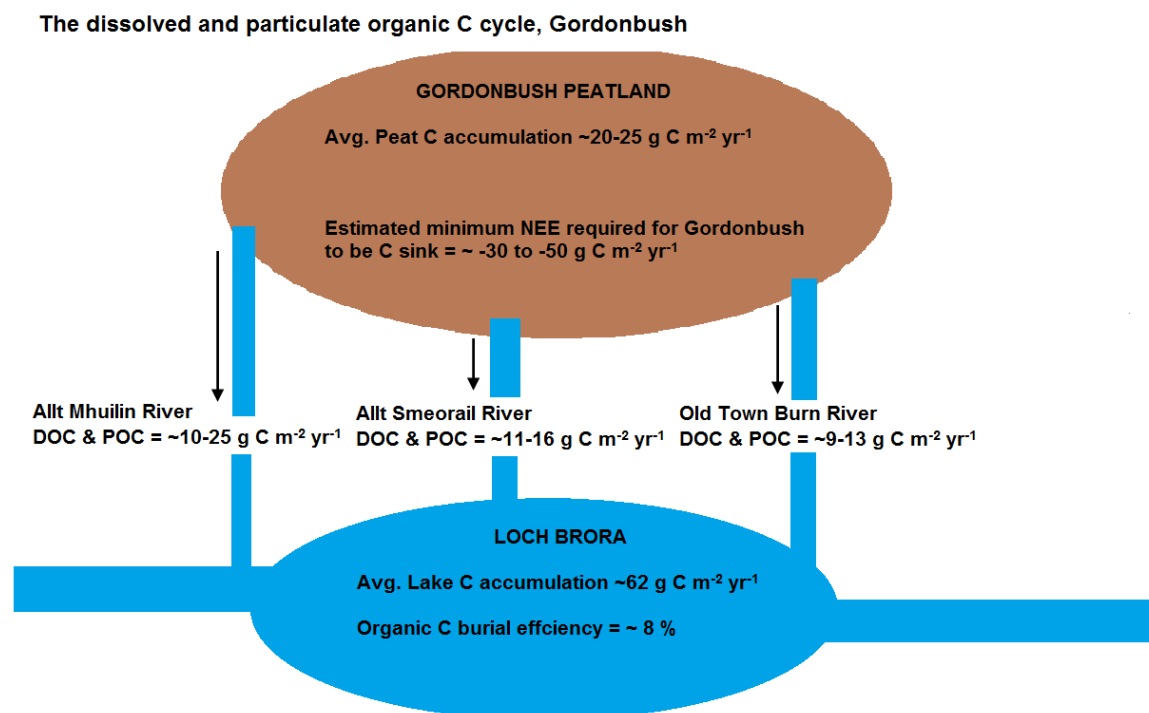 The dissolved and particulate organic C cycle, Gordonbush
GORDONBUSH PEATLAND
Avg. Peat C accumulation ~20-25 g C m⁻² yr⁻¹
Estimated minimum NEE required for Gordonbush
to be C sink = ~ -30 to -50 g C m⁻² yr⁻¹
Allt Mhuilin River
DOC & POC = ~10-25 g C m⁻² yr⁻¹
Allt Smeorail River
DOC & POC = ~11-16 g C m⁻² yr⁻¹
Old Town Burn River
DOC & POC = ~9-13 g C m⁻² yr⁻¹
LOCH BRORA
Avg. Lake C accumulation ~62 g C m⁻² yr⁻¹
Organic C burial effciency = ~ 8 %